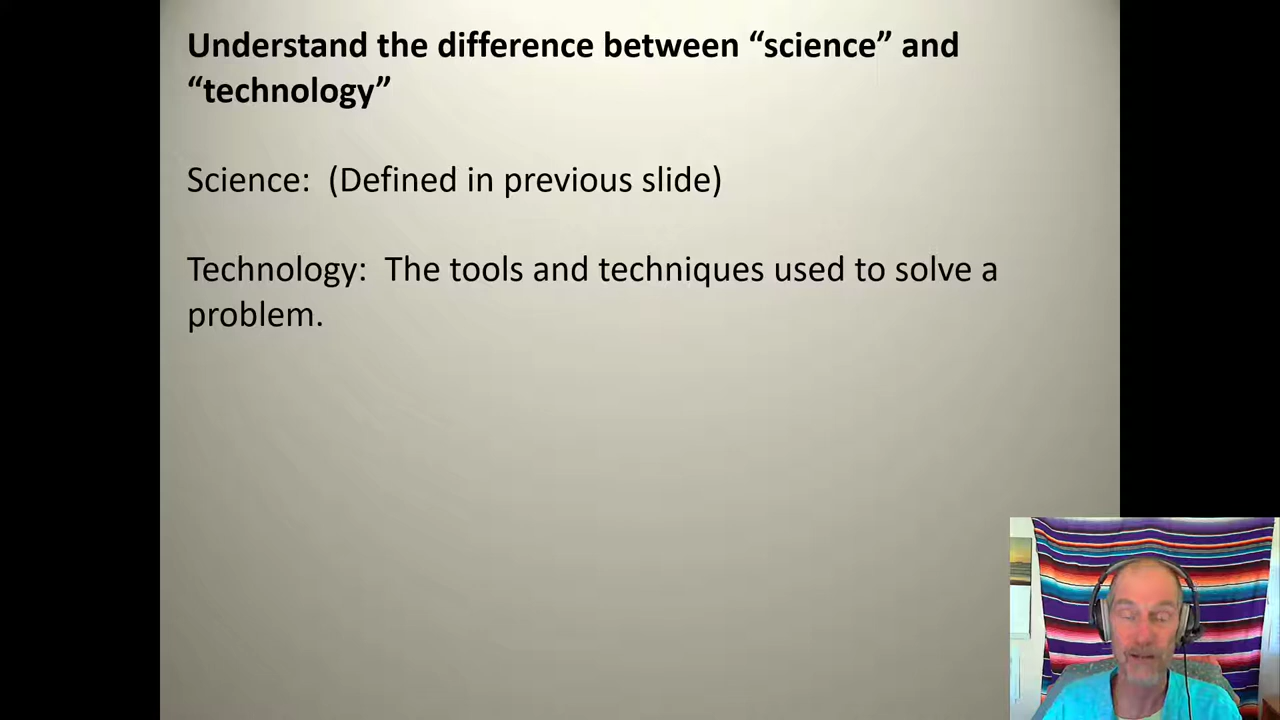 Understand the difference between “science” and
“technology”
Science:  (Defined in previous slide)
Technology:  The tools and techniques used to solve a
problem.